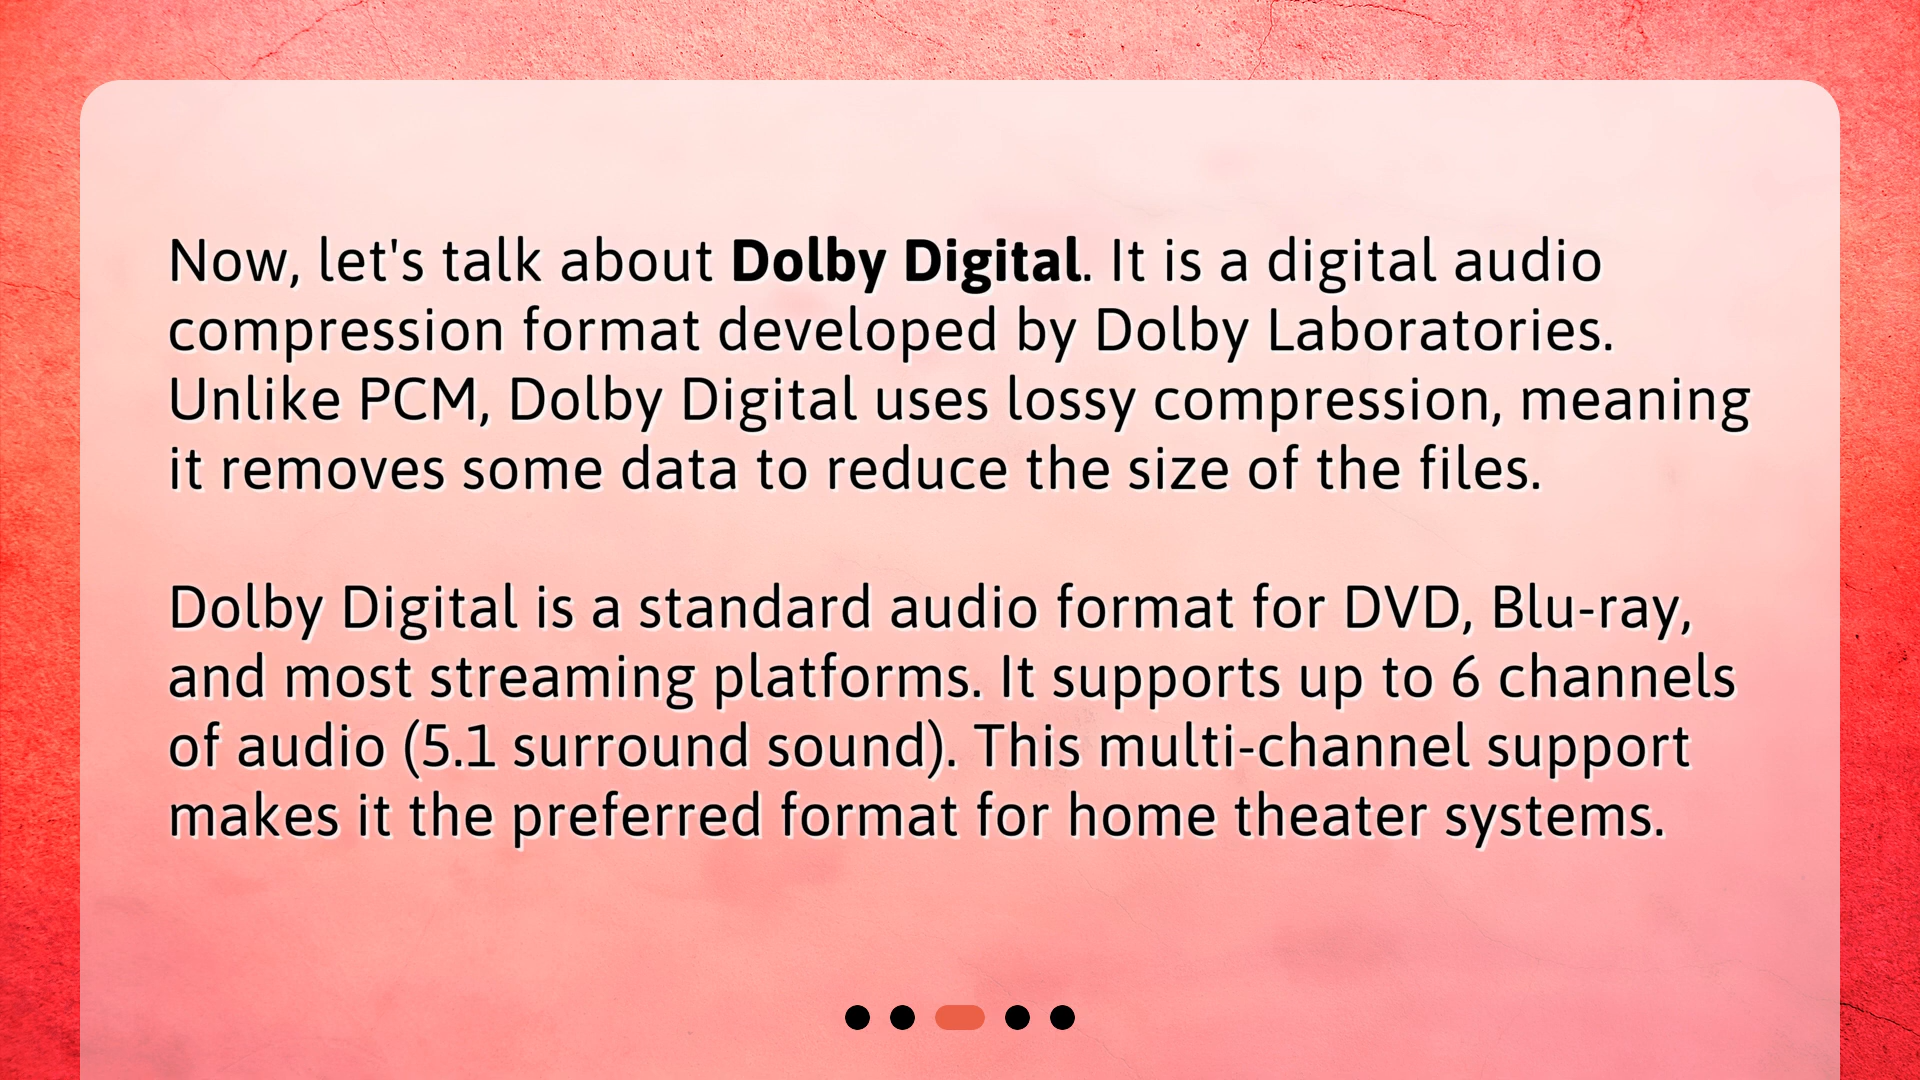 Now, let's talk about Dolby Digital. It is a digital audio
compression format developed by Dolby Laboratories.
Unlike PCM, Dolby Digital uses lossy compression, meaning
it removes some data to reduce the size of the files.
Dolby Digital is a standard audio format for DVD, Blu-ray,
and most streaming platforms. It supports up to 6 channels
of audio (5.1 surround sound). This multi-channel support
makes it the preferred format for home theater systems.